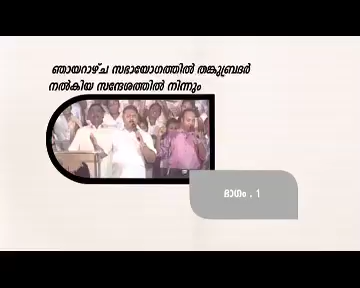 ഞായറാഴ്ച സഭായോഗത്തിൽ തങ്കുബ്രദർ
നൽകിയ സന്ദേശത്തിൽ നിന്നും
ഭാഗം . 1